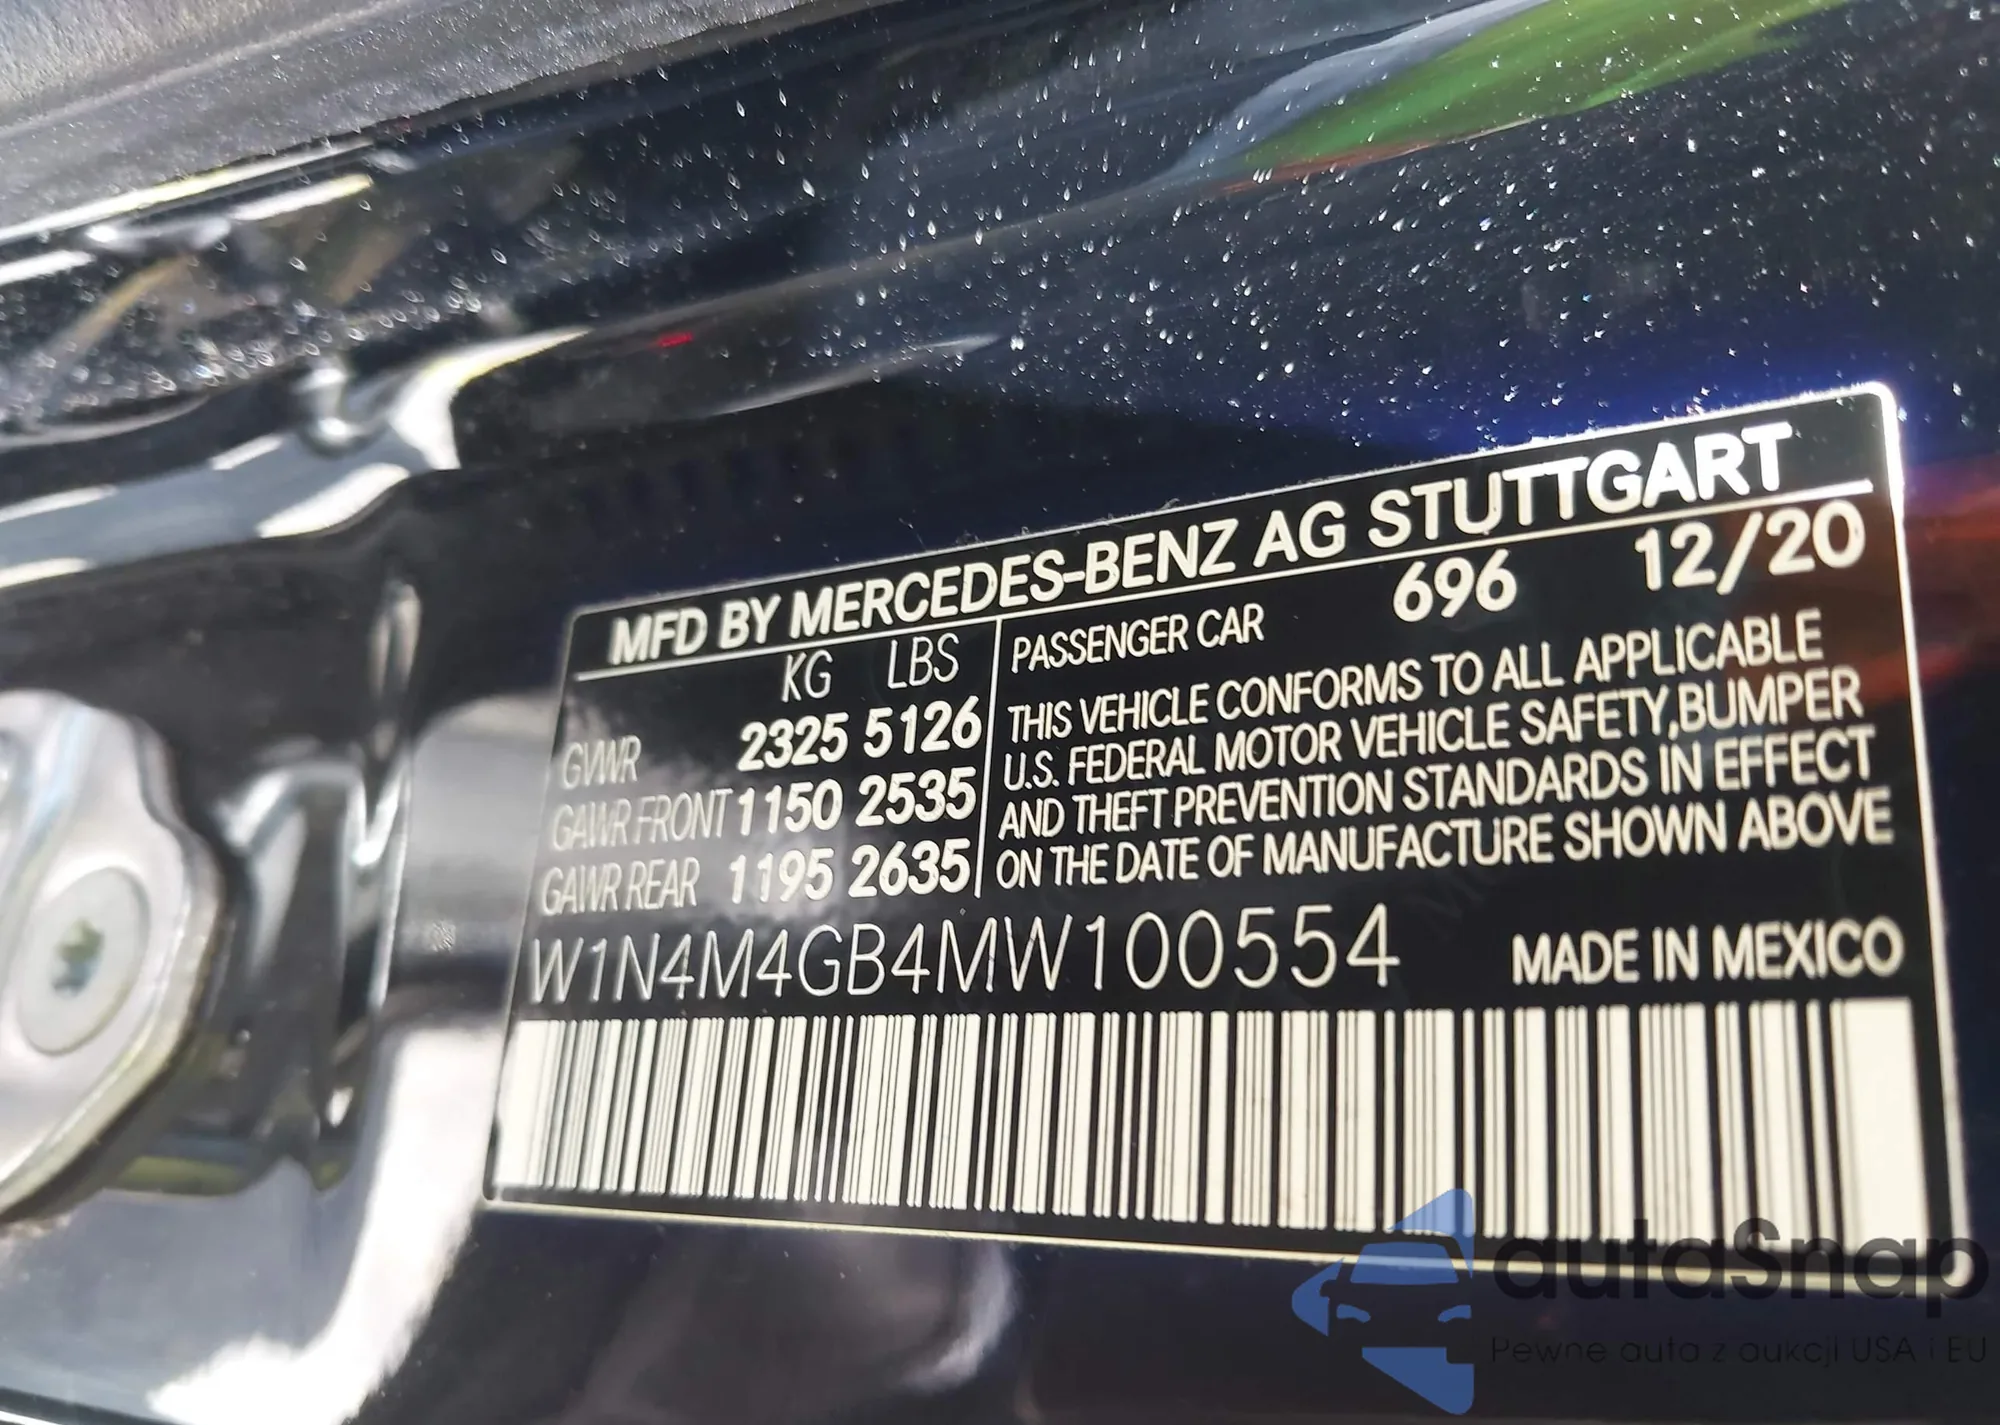 MFD BY MERCEDES-BENZ AG STUTTGART
KG LBS
GVWR 2325 5126
GAWR FRONT 1150 2535
GAWR REAR 1195 2635
PASSENGER CAR 696 12/20
THIS VEHICLE CONFORMS TO ALL APPLICABLE
U.S. FEDERAL MOTOR VEHICLE SAFETY,BUMPER
AND THEFT PREVENTION STANDARDS IN EFFECT
ON THE DATE OF MANUFACTURE SHOWN ABOVE
W1N4M4GB4MW100554 MADE IN MEXICO
autaSnap
Pewne auta z aukcji USA i EU